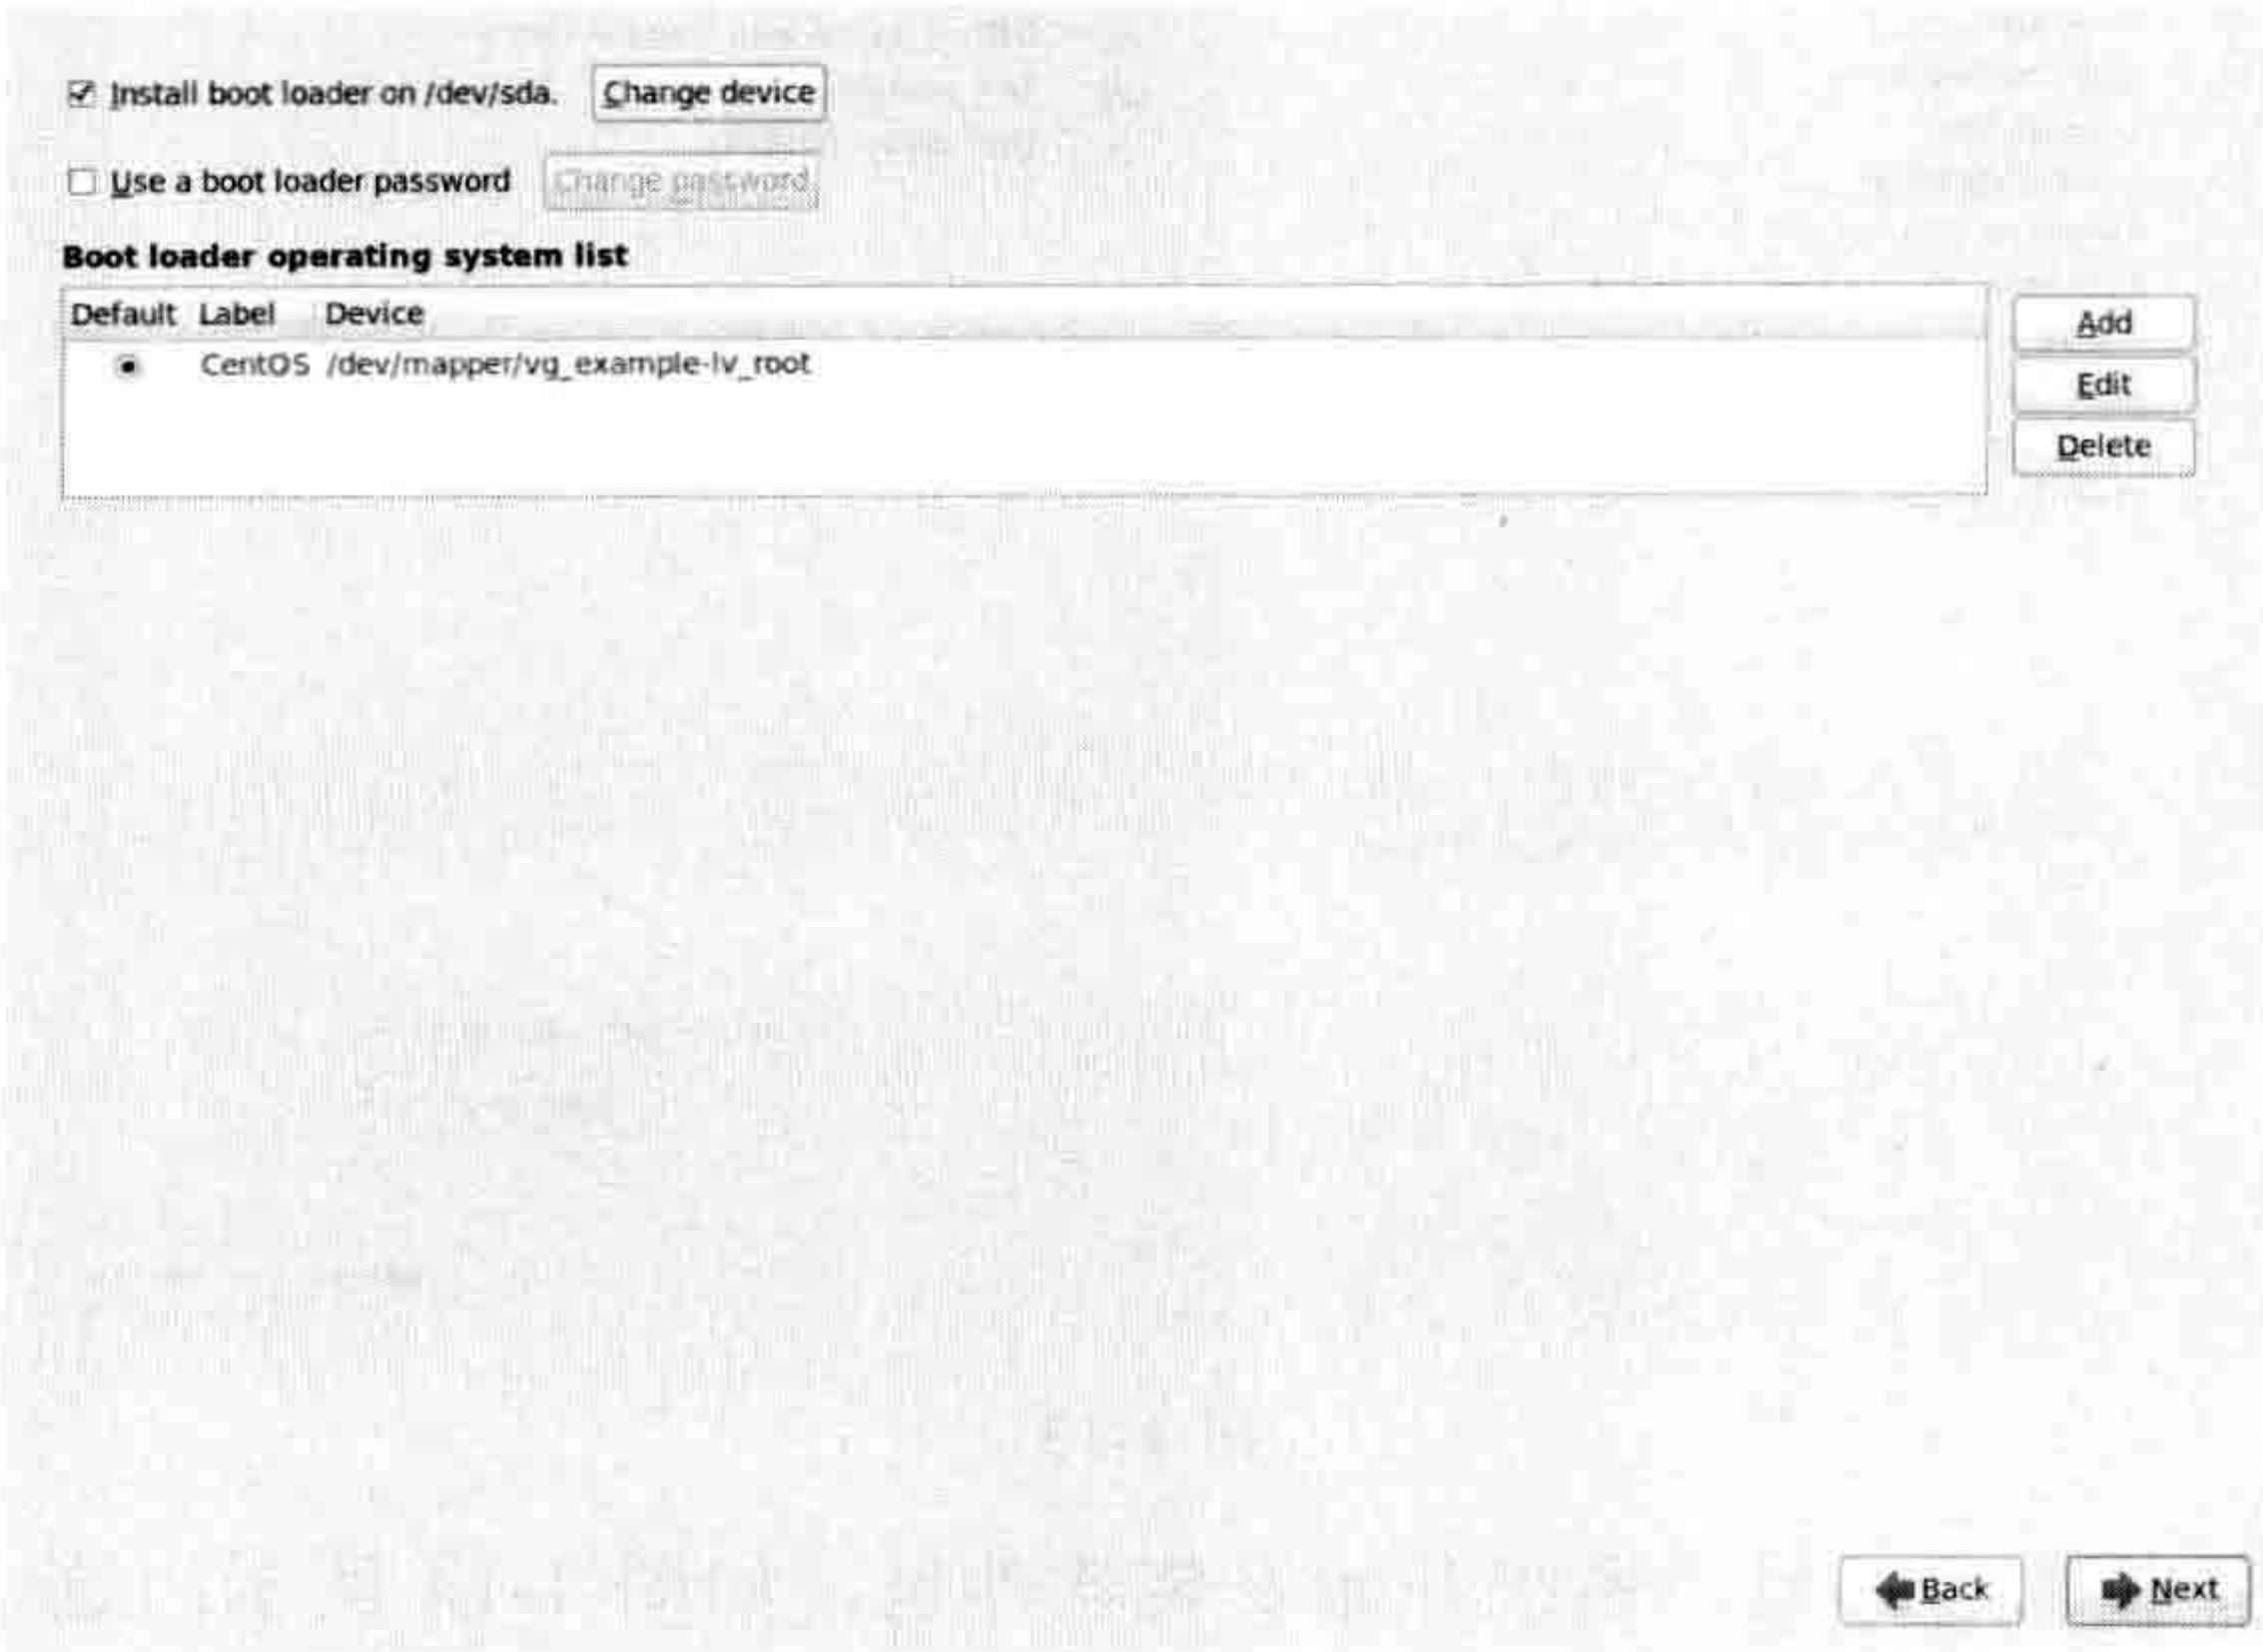 Install boot loader on /dev/sda. Change device
Use a boot loader password Change password
Boot loader operating system list
Default Label Device
CentOS /dev/mapper/vg_example-lv_root
Add
Edit
Delete
Back Next